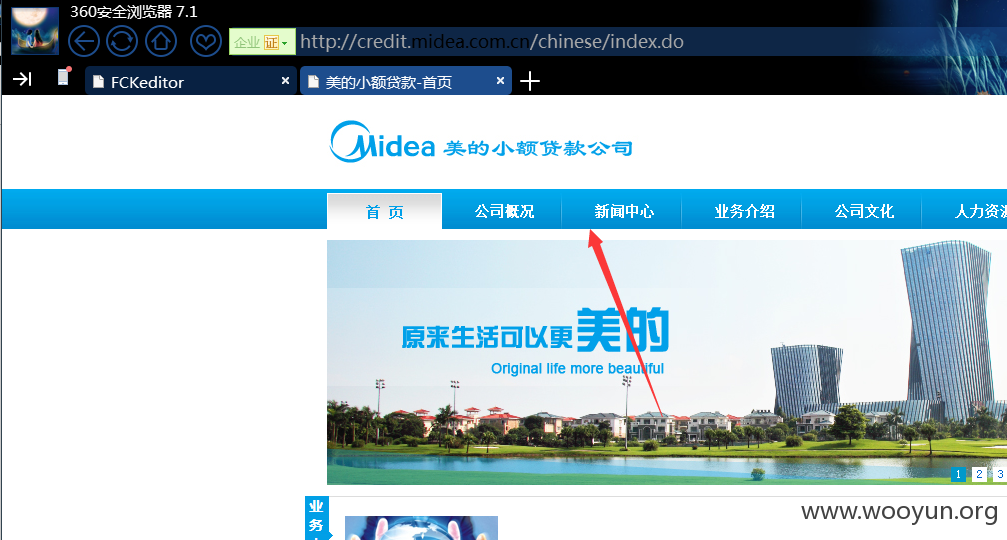 360安全浏览器 7.1
企业 证 http://credit.midea.com.cn/chinese/index.do
FCKeditor 美的小额贷款-首页
Midea 美的小额贷款公司
首 页 公司概况 新闻中心 业务介绍 公司文化 人力资源
原来生活可以更美的
Original life more beautiful
1 2 3
业
务
www.wooyun.org